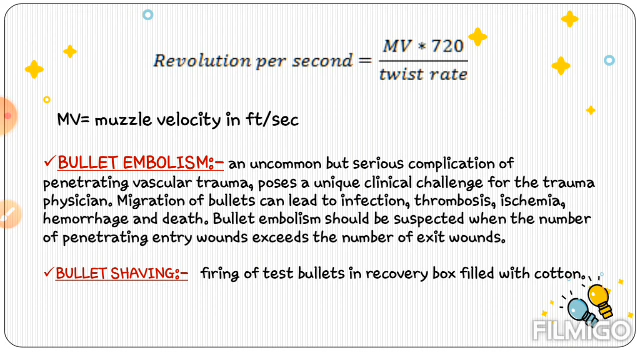 Revolution per second = MV * 720 / twist rate
MV= muzzle velocity in ft/sec
✓BULLET EMBOLISM:- an uncommon but serious complication of
penetrating vascular trauma, poses a unique clinical challenge for the trauma
physician. Migration of bullets can lead to infection, thrombosis, ischemia,
hemorrhage and death. Bullet embolism should be suspected when the number
of penetrating entry wounds exceeds the number of exit wounds.
✓BULLET SHAVING:- firing of test bullets in recovery box filled with cotton.
FILMIGO